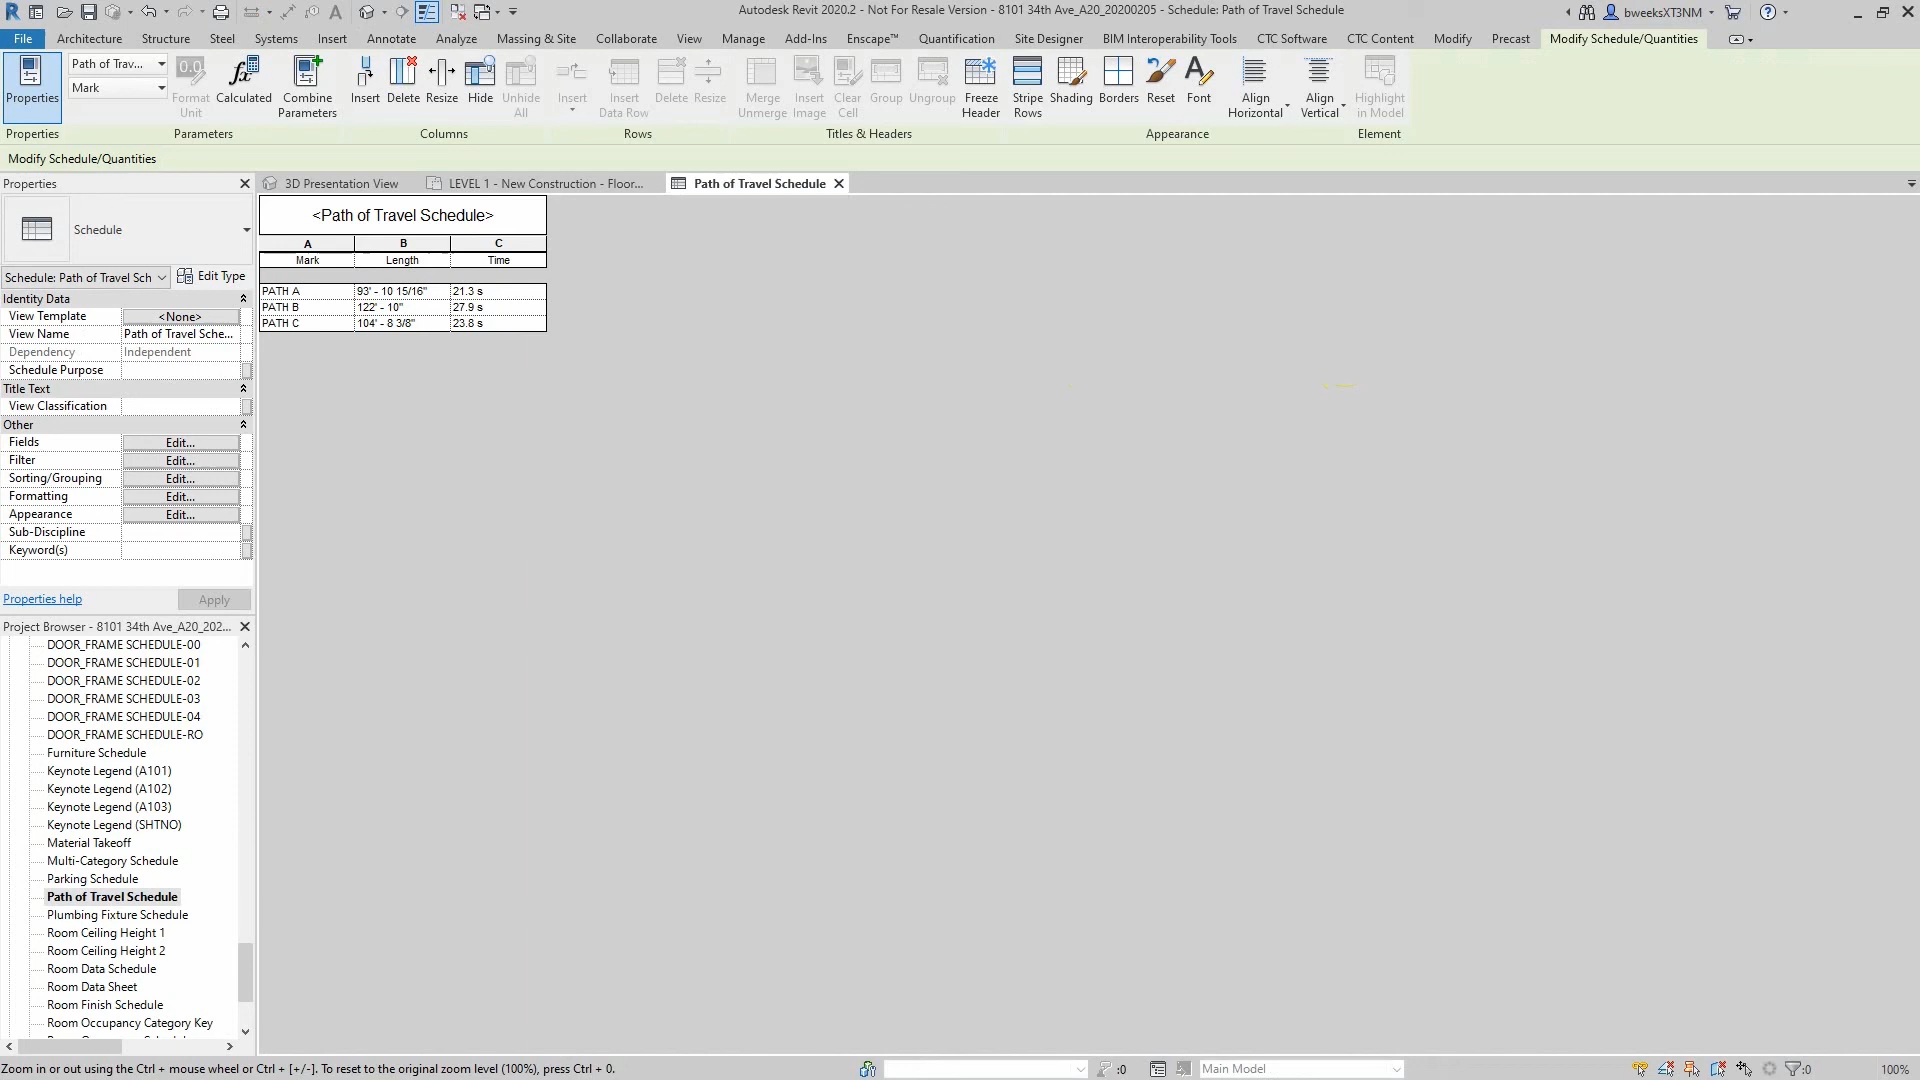 Autodesk Revit 2020.2 - Not For Resale Version - 8101 34th Ave_A20_20200205 - Schedule: Path of Travel Schedule
bweeksXT3NM
File Architecture Structure Steel Systems Insert Annotate Analyze Massing & Site Collaborate View Manage Add-Ins Enscape™ Quantification Site Designer BIM Interoperability Tools CTC Software CTC Content Modify Precast Modify Schedule/Quantities
Path of Trav...
Mark
Properties
Format
Unit
Calculated
Combine
Parameters
Insert
Delete
Resize
Hide
Unhide
All
Insert
Insert
Data Row
Delete
Resize
Merge
Unmerge
Insert
Image
Clear
Cell
Group
Ungroup
Freeze
Header
Stripe
Rows
Shading
Borders
Reset
Font
Align
Horizontal
Align
Vertical
Highlight
in Model
Properties Parameters Columns Rows Titles & Headers Appearance Element
Modify Schedule/Quantities
Properties
3D Presentation View
LEVEL 1 - New Construction - Floor...
Path of Travel Schedule
Schedule
Schedule: Path of Travel Sch
Edit Type
Identity Data
View Template <None>
View Name Path of Travel Sche...
Dependency Independent
Schedule Purpose
Title Text
View Classification
Other
Fields Edit...
Filter Edit...
Sorting/Grouping Edit...
Formatting Edit...
Appearance Edit...
Sub-Discipline
Keyword(s)
Properties help
Apply
<Path of Travel Schedule>
A B C
Mark Length Time
PATH A 93' - 10 15/16" 21.3 s
PATH B 122' - 10" 27.9 s
PATH C 104' - 8 3/8" 23.8 s
Project Browser - 8101 34th Ave_A20_202...
DOOR_FRAME SCHEDULE-00
DOOR_FRAME SCHEDULE-01
DOOR_FRAME SCHEDULE-02
DOOR_FRAME SCHEDULE-03
DOOR_FRAME SCHEDULE-04
DOOR_FRAME SCHEDULE-RO
Furniture Schedule
Keynote Legend (A101)
Keynote Legend (A102)
Keynote Legend (A103)
Keynote Legend (SHTNO)
Material Takeoff
Multi-Category Schedule
Parking Schedule
Path of Travel Schedule
Plumbing Fixture Schedule
Room Ceiling Height 1
Room Ceiling Height 2
Room Data Schedule
Room Data Sheet
Room Finish Schedule
Room Occupancy Category Key
Zoom in or out using the Ctrl + mouse wheel or Ctrl + [+/-]. To reset to the original zoom level (100%), press Ctrl + 0.
:0
Main Model
:0
100%